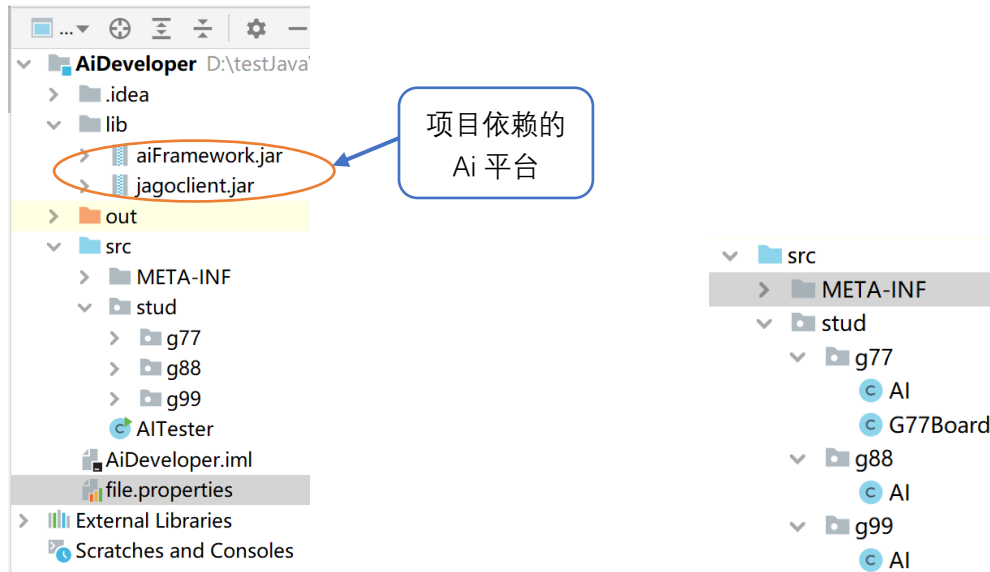 ...
AiDeveloper D:\testJava\
.idea
lib
aiFramework.jar
jagoclient.jar
out
src
META-INF
stud
g77
g88
g99
AITester
AiDeveloper.iml
file.properties
External Libraries
Scratches and Consoles
项目依赖的
Ai 平台
src
META-INF
stud
g77
C AI
C G77Board
g88
C AI
g99
C AI